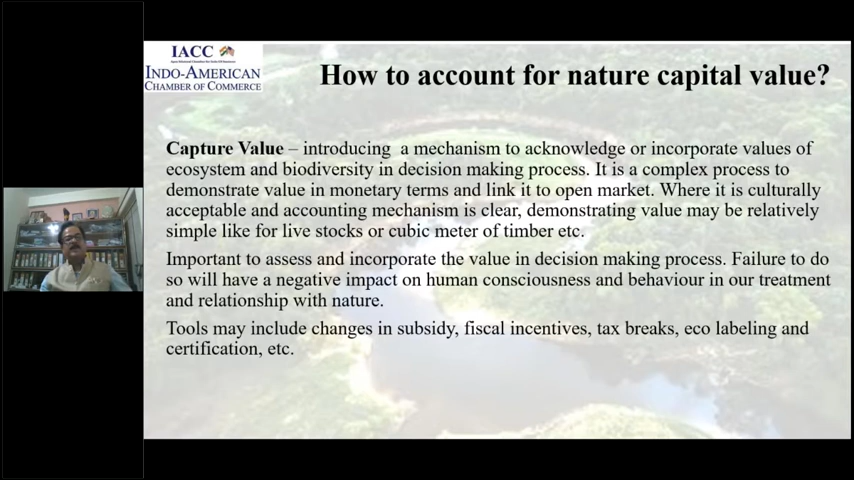 IACC
INDO-AMERICAN
CHAMBER OF COMMERCE
How to account for nature capital value?
Capture Value – introducing a mechanism to acknowledge or incorporate values of
ecosystem and biodiversity in decision making process. It is a complex process to
demonstrate value in monetary terms and link it to open market. Where it is culturally
acceptable and accounting mechanism is clear, demonstrating value may be relatively
simple like for live stocks or cubic meter of timber etc.
Important to assess and incorporate the value in decision making process. Failure to do
so will have a negative impact on human consciousness and behaviour in our treatment
and relationship with nature.
Tools may include changes in subsidy, fiscal incentives, tax breaks, eco labeling and
certification, etc.